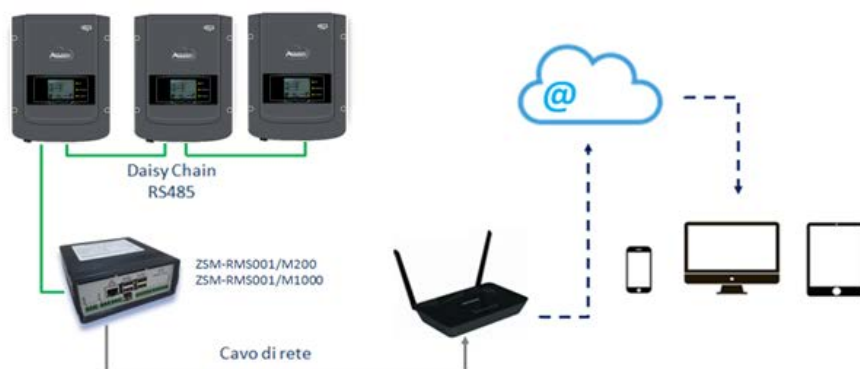 Daisy Chain
RS485
@
ZSM-RMS001/M200
ZSM-RMS001/M1000
Cavo di rete